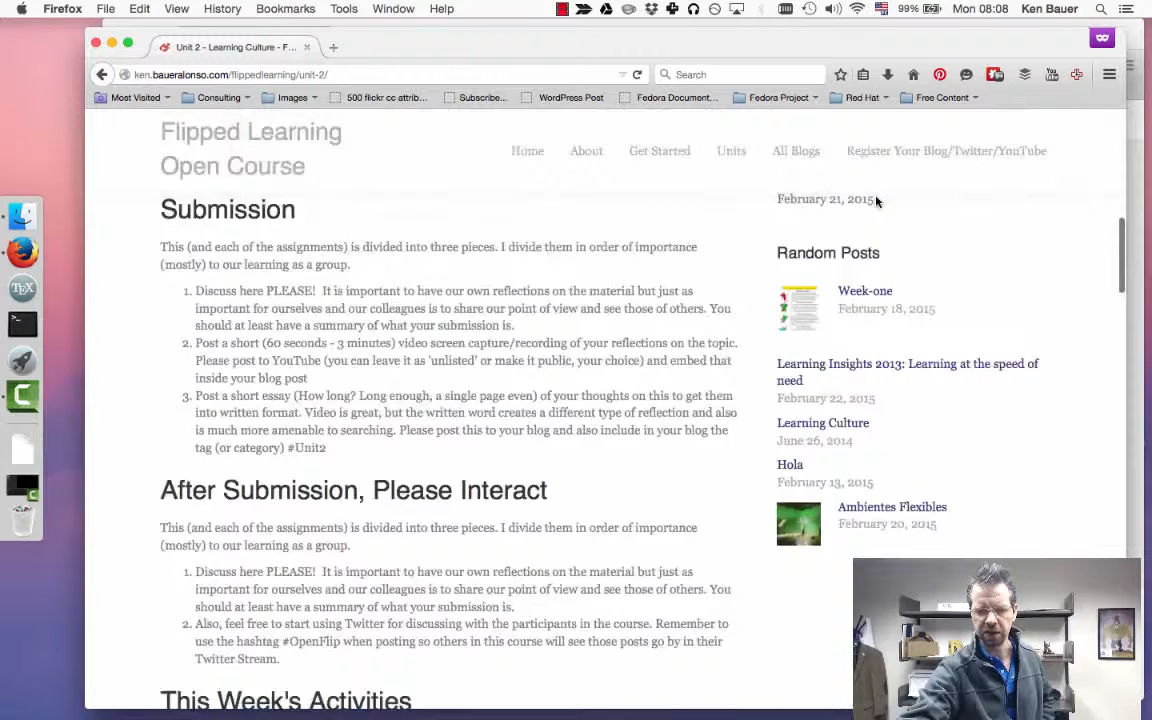 Firefox File Edit View History Bookmarks Tools Window Help 99% Mon 08:08 Ken Bauer
Unit 2 - Learning Culture - F...
ken.baueralonso.com/flippedlearning/unit-2/ Search
Most Visited Consulting Images 500 flickr cc attrib... Subscribe... WordPress Post Fedora Document... Fedora Project Red Hat Free Content
Flipped Learning
Open Course
Home About Get Started Units All Blogs Register Your Blog/Twitter/YouTube
Submission
This (and each of the assignments) is divided into three pieces. I divide them in order of importance
(mostly) to our learning as a group.
1. Discuss here PLEASE! It is important to have our own reflections on the material but just as
important for ourselves and our colleagues is to share our point of view and see those of others. You
should at least have a summary of what your submission is.
2. Post a short (60 seconds - 3 minutes) video screen capture/recording of your reflections on the topic.
Please post to YouTube (you can leave it as 'unlisted' or make it public, your choice) and embed that
inside your blog post
3. Post a short essay (How long? Long enough, a single page even) of your thoughts on this to get them
into written format. Video is great, but the written word creates a different type of reflection and also
is much more amenable to searching. Please post this to your blog and also include in your blog the
tag (or category) #Unit2
After Submission, Please Interact
This (and each of the assignments) is divided into three pieces. I divide them in order of importance
(mostly) to our learning as a group.
1. Discuss here PLEASE! It is important to have our own reflections on the material but just as
important for ourselves and our colleagues is to share our point of view and see those of others. You
should at least have a summary of what your submission is.
2. Also, feel free to start using Twitter for discussing with the participants in the course. Remember to
use the hashtag #OpenFlip when posting so others in this course will see those posts go by in their
Twitter Stream.
This Week's Activities
February 21, 2015
Random Posts
Week-one
February 18, 2015
Learning Insights 2013: Learning at the speed of
need
February 22, 2015
Learning Culture
June 26, 2014
Hola
February 13, 2015
Ambientes Flexibles
February 20, 2015
TEX